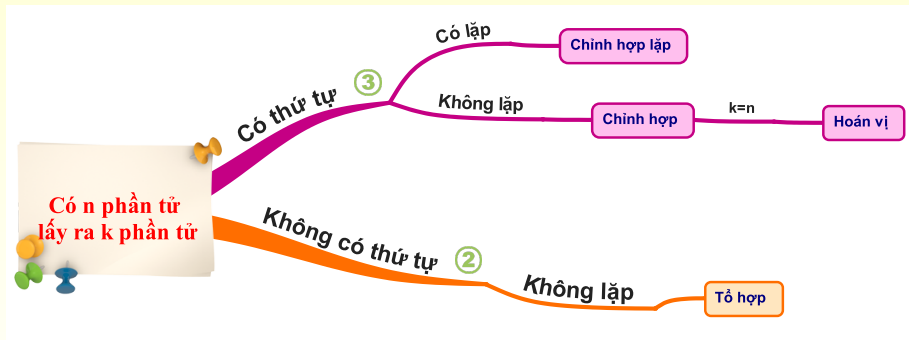 Có n phần tử
lấy ra k phần tử
Có thứ tự
③
Có lặp
Chỉnh hợp lặp
Không lặp
Chỉnh hợp
k=n
Hoán vị
Không có thứ tự
②
Không lặp
Tổ hợp